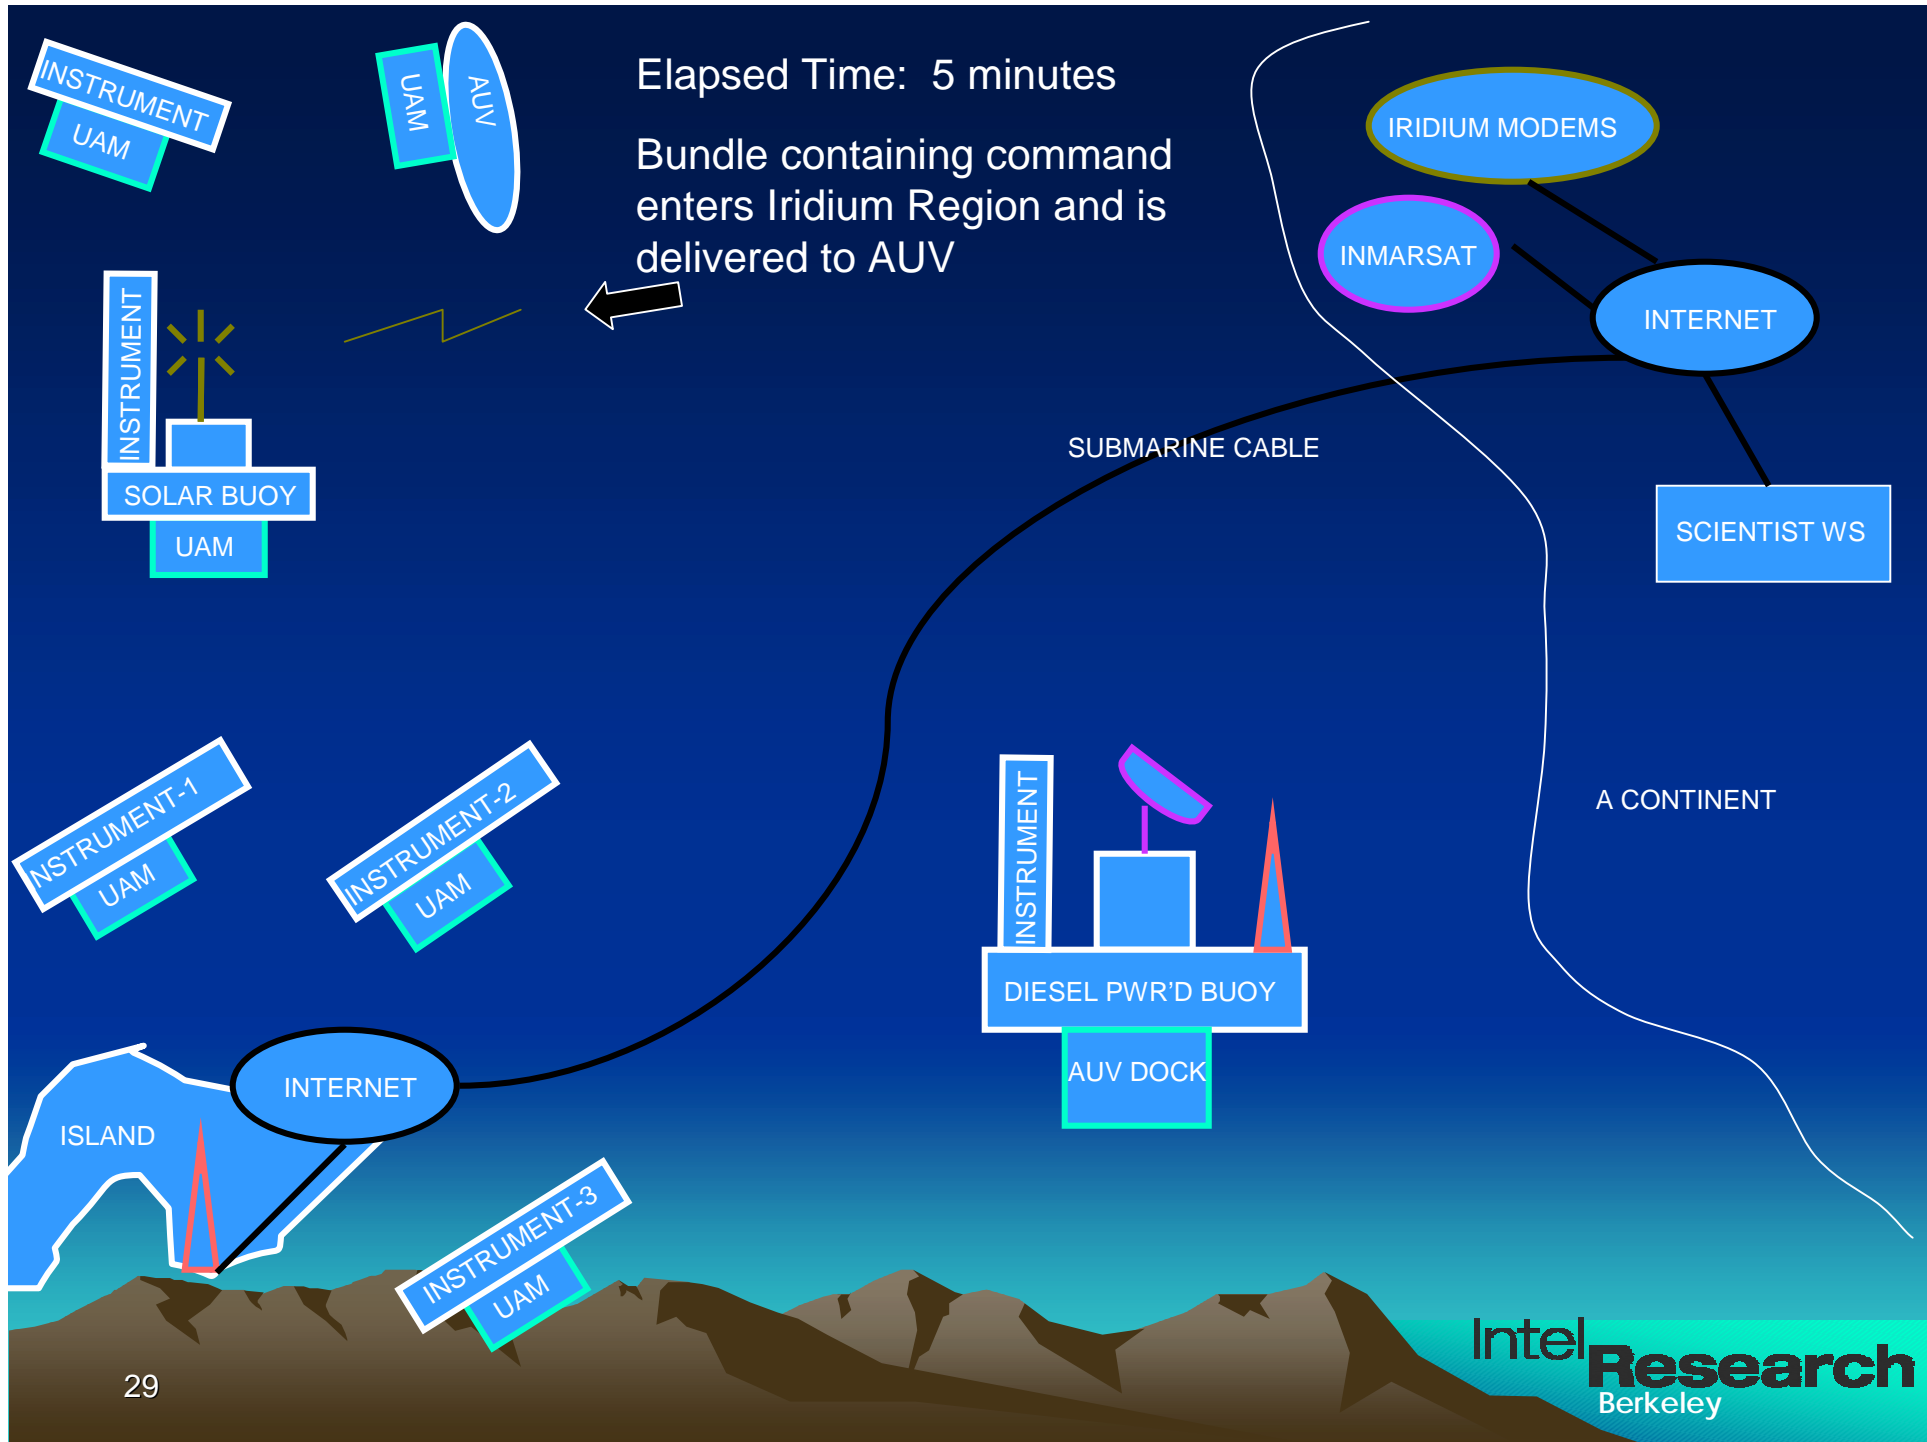 INSTRUMENT
UAM
UAM
AUV
Elapsed Time: 5 minutes
Bundle containing command
enters Iridium Region and is
delivered to AUV
IRIDIUM MODEMS
INMARSAT
INTERNET
INSTRUMENT
SOLAR BUOY
UAM
SUBMARINE CABLE
SCIENTIST WS
NSTRUMENT-1
UAM
INSTRUMENT-2
UAM
INSTRUMENT
DIESEL PWR’D BUOY
AUV DOCK
A CONTINENT
INTERNET
ISLAND
INSTRUMENT-3
UAM
29
Intel Research
Berkeley